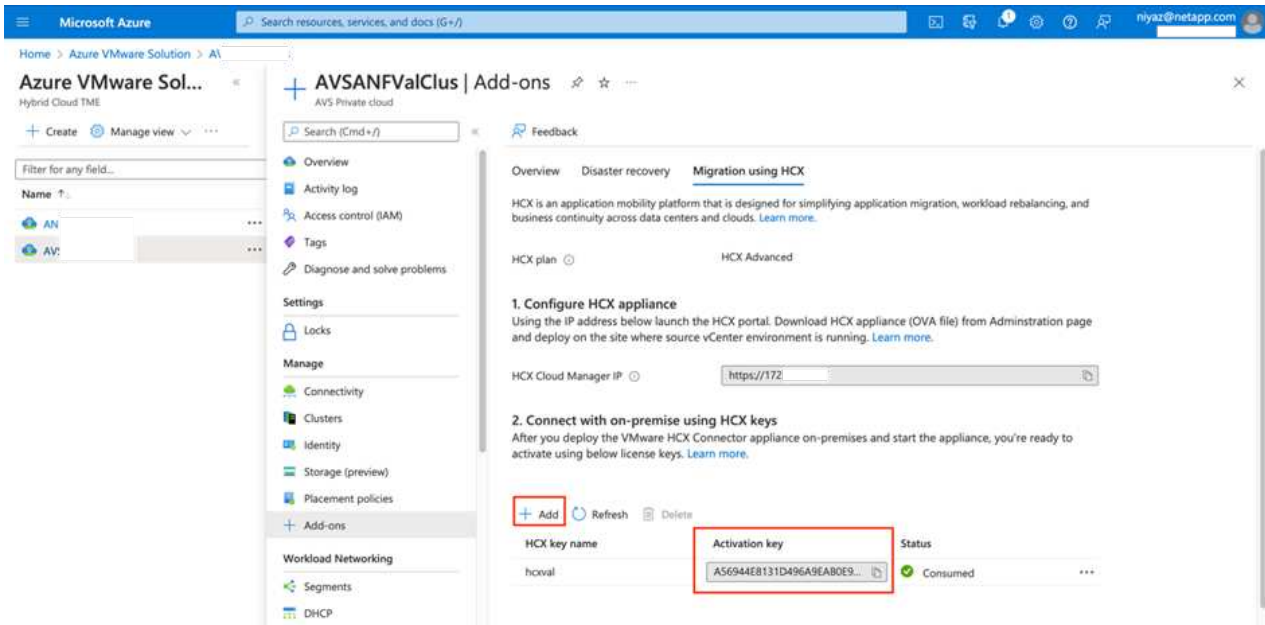 Microsoft Azure
Search resources, services, and docs (G+/)
1
niyaz@netapp.com
Home > Azure VMware Solution >
Azure VMware Sol...
Hybrid Cloud TME
Create
Manage view
Filter for any field...
Name
AN
AVS
AVSANFValClus | Add-ons
AVS Private cloud
Search (Cmd+/)
Overview
Activity log
Access control (IAM)
Tags
Diagnose and solve problems
Settings
Locks
Manage
Connectivity
Clusters
Identity
Storage (preview)
Placement policies
Add-ons
Workload Networking
Segments
DHCP
Feedback
Overview Disaster recovery Migration using HCX
HCX is an application mobility platform that is designed for simplifying application migration, workload rebalancing, and
business continuity across data centers and clouds. Learn more.
HCX plan HCX Advanced
1. Configure HCX appliance
Using the IP address below launch the HCX portal. Download HCX appliance (OVA file) from Adminstration page
and deploy on the site where source vCenter environment is running. Learn more.
HCX Cloud Manager IP https://172
2. Connect with on-premise using HCX keys
After you deploy the VMware HCX Connector appliance on-premises and start the appliance, you're ready to
activate using below license keys. Learn more.
Add Refresh Delete
HCX key name Activation key Status
hcxval A56944E8131D496A9EAB0E9... Consumed